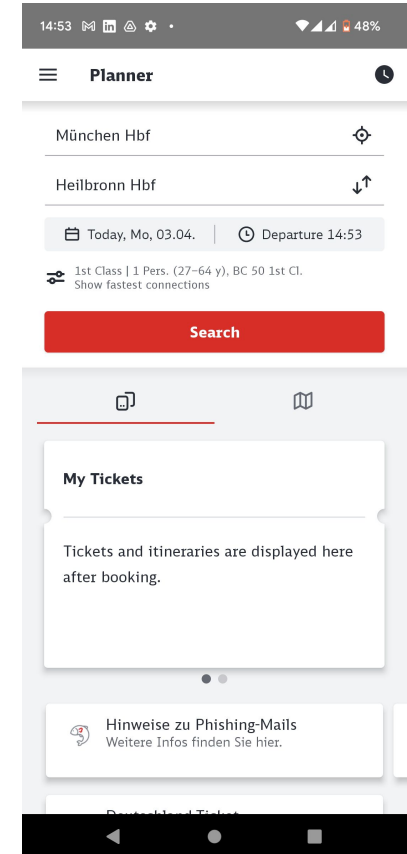 14:53
48%
Planner
München Hbf
Heilbronn Hbf
Today, Mo, 03.04.
Departure 14:53
1st Class | 1 Pers. (27–64 y), BC 50 1st Cl.
Show fastest connections
Search
My Tickets
Tickets and itineraries are displayed here
after booking.
Hinweise zu Phishing-Mails
Weitere Infos finden Sie hier.
Deutschland-Ticket